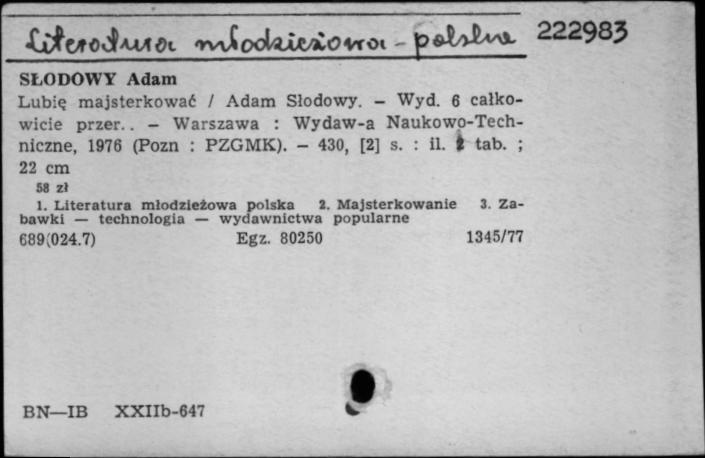 Literatura młodzieżowa - polska 222983
SŁODOWY Adam
Lubię majsterkować / Adam Słodowy. – Wyd. 6 całko-
wicie przer.. – Warszawa : Wydaw-a Naukowo-Tech-
niczne, 1976 (Pozn : PZGMK). – 430, [2] s. : il. tab. ;
22 cm
58 zł
1. Literatura młodzieżowa polska 2. Majsterkowanie 3. Za-
bawki — technologia — wydawnictwa popularne
689(024.7) Egz. 80250 1345/77
BN—IB XXIIb-647